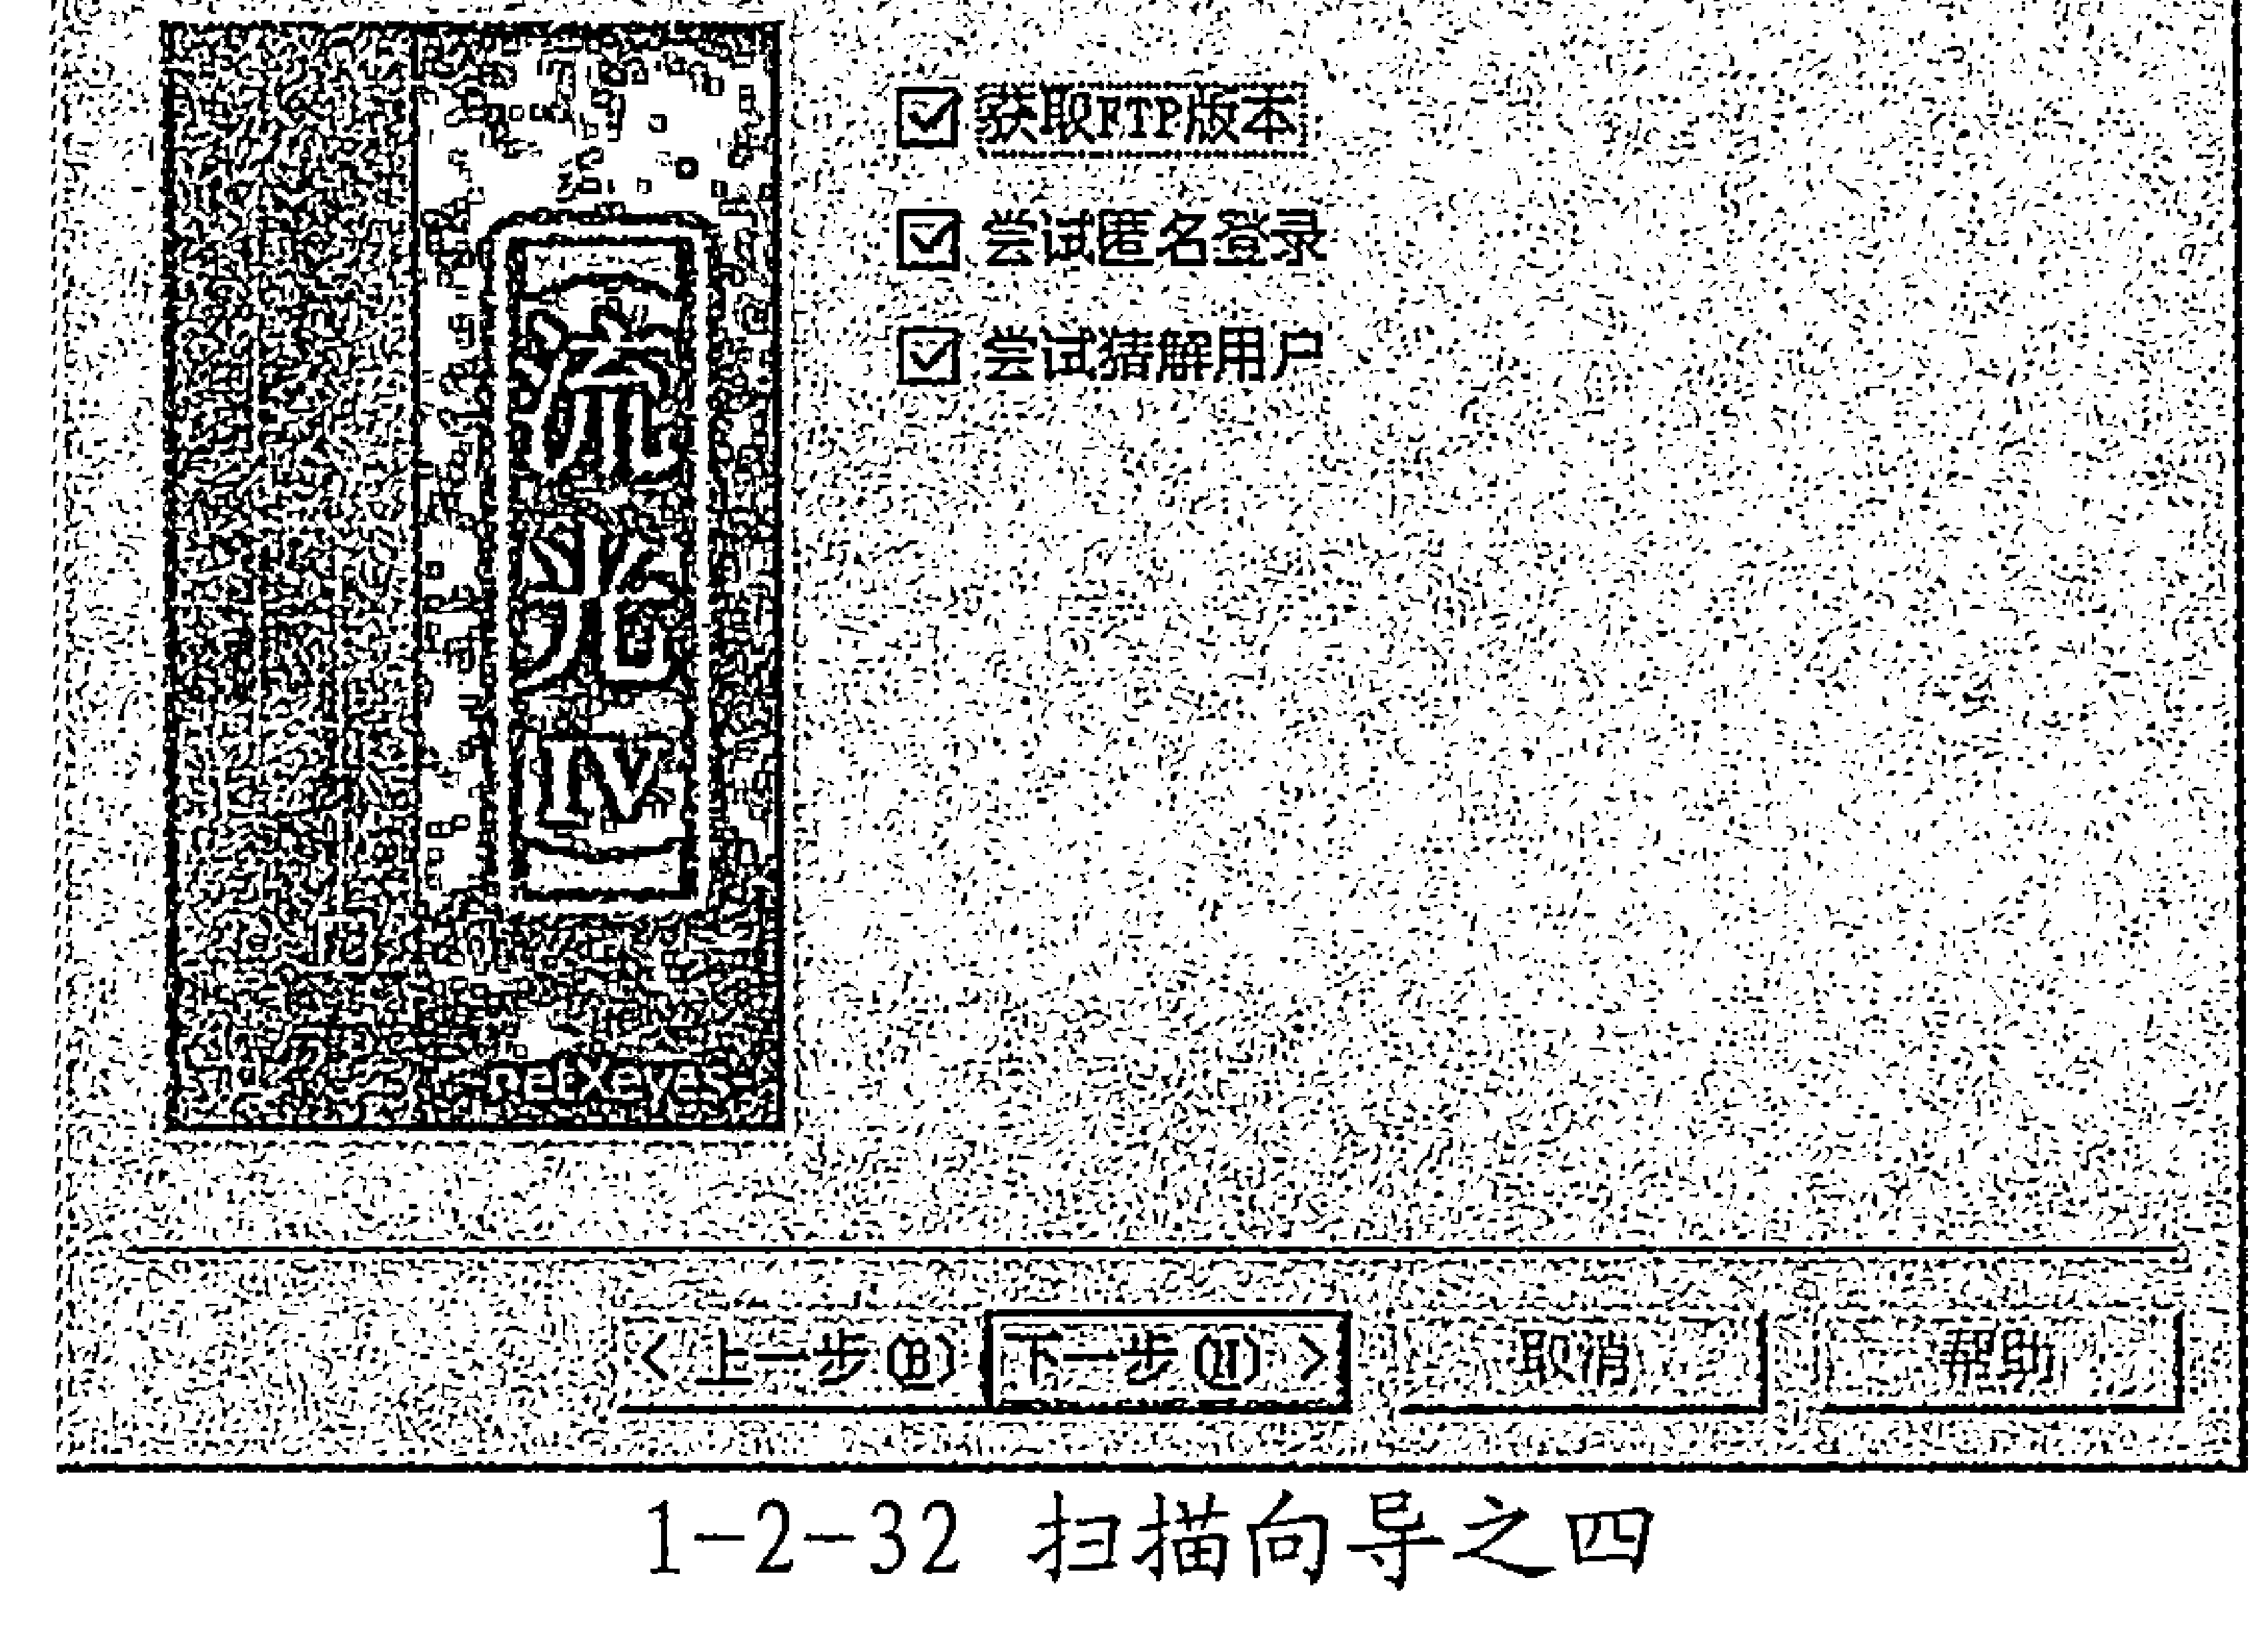 获取FTP版本
尝试匿名登录
尝试猜解用户
流
光
IV
netXeyes
< 上一步(B)
下一步(N) >
取消
帮助
1-2-32 扫描向导之四